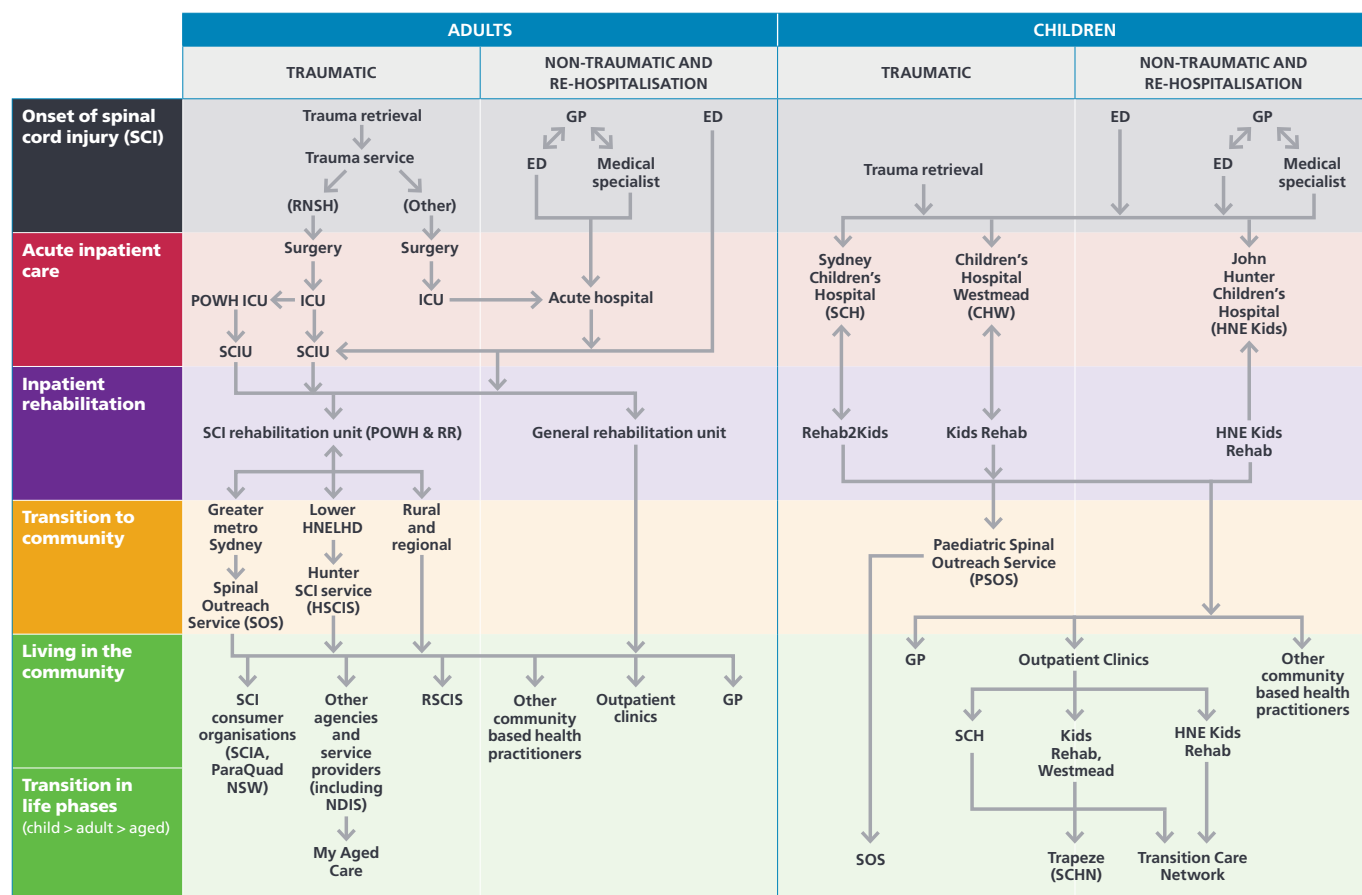 ADULTS
CHILDREN
TRAUMATIC
NON-TRAUMATIC AND
RE-HOSPITALISATION
TRAUMATIC
NON-TRAUMATIC AND
RE-HOSPITALISATION
Onset of spinal
cord injury (SCI)
Trauma retrieval
Trauma service
(RNSH)
(Other)
GP
ED
Medical
specialist
ED
Trauma retrieval
ED
GP
ED
Medical
specialist
Acute inpatient
care
Surgery
Surgery
POWH ICU
ICU
ICU
Acute hospital
SCIU
SCIU
Sydney
Children's
Hospital
(SCH)
Children's
Hospital
Westmead
(CHW)
John
Hunter
Children's
Hospital
(HNE Kids)
Inpatient
rehabilitation
SCI rehabilitation unit (POWH & RR)
General rehabilitation unit
Rehab2Kids
Kids Rehab
HNE Kids
Rehab
Transition to
community
Greater
metro
Sydney
Lower
HNELHD
Rural
and
regional
Spinal
Outreach
Service (SOS)
Hunter
SCI service
(HSCIS)
Paediatric Spinal
Outreach Service
(PSOS)
Living in the
community
SCI
consumer
organisations
(SCIA,
ParaQuad
NSW)
Other
agencies
and
service
providers
(including
NDIS)
RSCIS
Other
community
based health
practitioners
Outpatient
clinics
GP
GP
Outpatient Clinics
Other
community
based health
practitioners
SCH
Kids
Rehab,
Westmead
HNE Kids
Rehab
Transition in
life phases
(child > adult > aged)
My Aged
Care
SOS
Trapeze
(SCHN)
Transition Care
Network